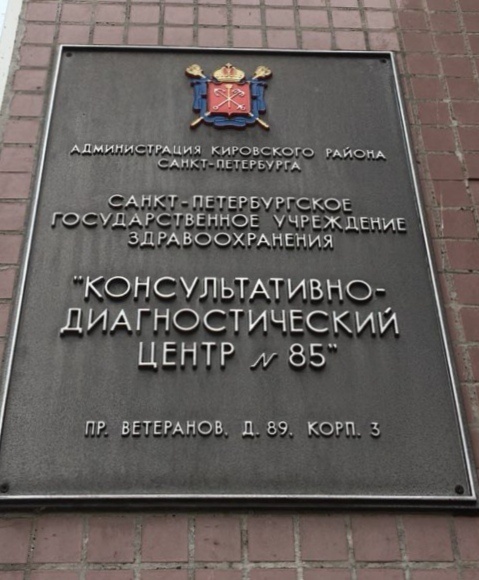 АДМИНИСТРАЦИЯ КИРОВСКОГО РАЙОНА
САНКТ-ПЕТЕРБУРГА
САНКТ-ПЕТЕРБУРГСКОЕ
ГОСУДАРСТВЕННОЕ УЧРЕЖДЕНИЕ
ЗДРАВООХРАНЕНИЯ
"КОНСУЛЬТАТИВНО-
ДИАГНОСТИЧЕСКИЙ
ЦЕНТР N 85"
ПР. ВЕТЕРАНОВ, Д. 89, КОРП. 3